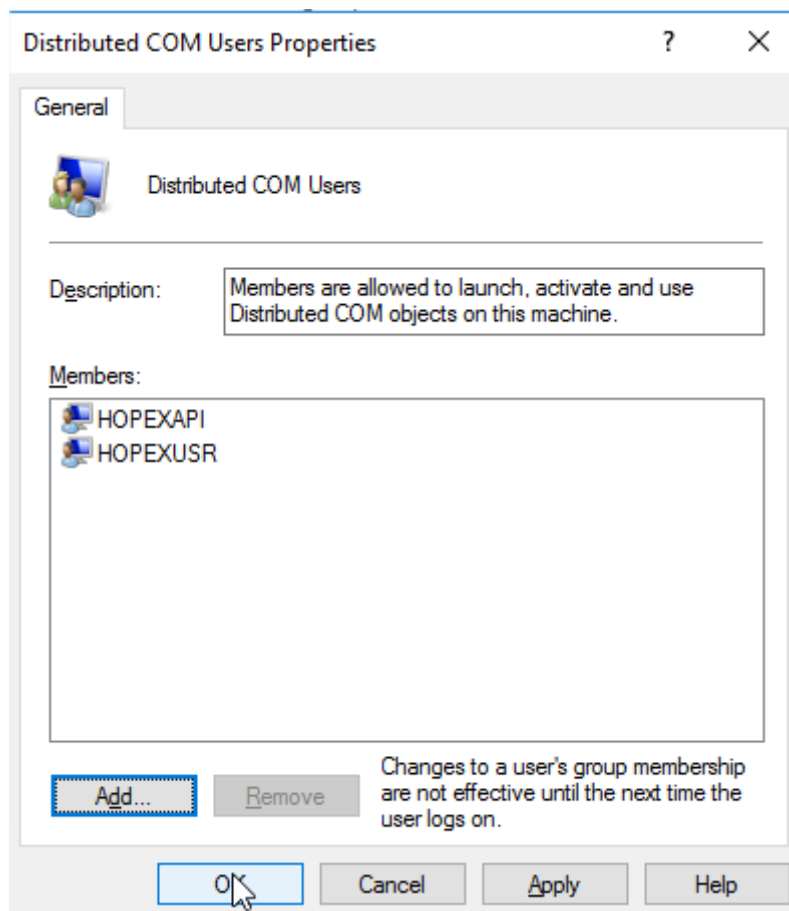 Distributed COM Users Properties ?
General
Distributed COM Users
Description:
Members are allowed to launch, activate and use
Distributed COM objects on this machine.
Members:
HOPEXAPI
HOPEXUSR
Add...
Remove
Changes to a user's group membership
are not effective until the next time the
user logs on.
OK
Cancel
Apply
Help